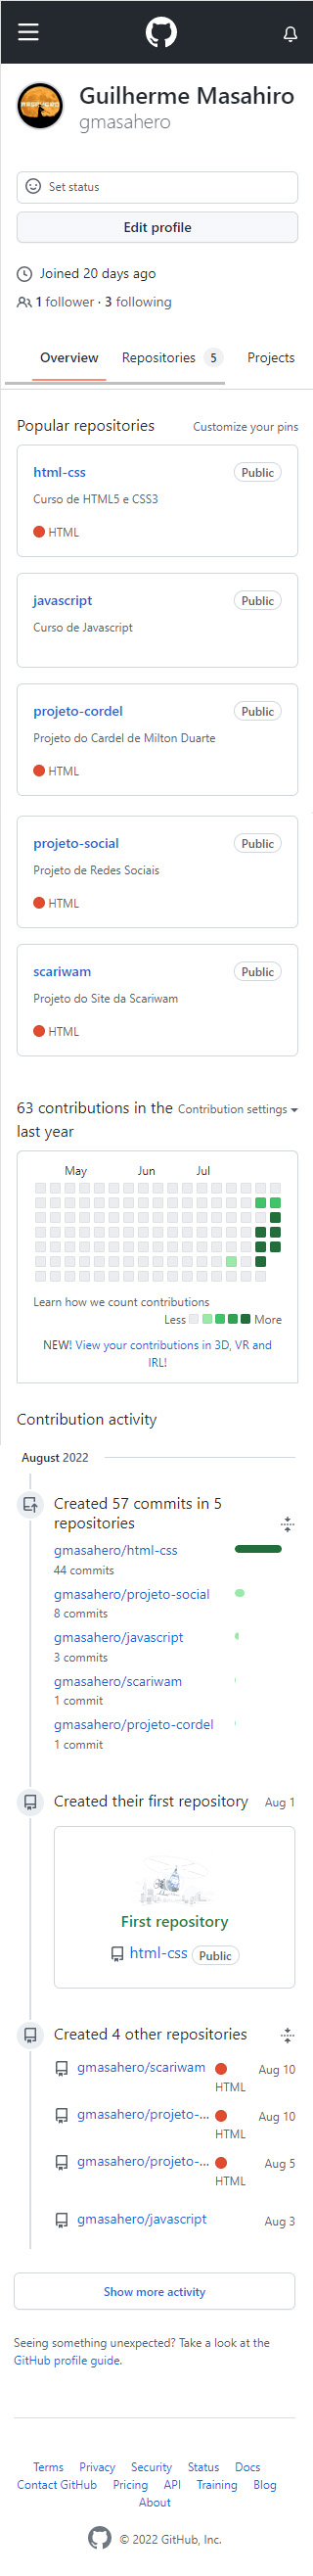 Guilherme Masahiro
gmasahero
Set status
Edit profile
Joined 20 days ago
1 follower · 3 following
Overview Repositories 5 Projects
Popular repositories Customize your pins
html-css Public
Curso de HTML5 e CSS3
HTML
javascript Public
Curso de Javascript
projeto-cordel Public
Projeto do Cardel de Milton Duarte
HTML
projeto-social Public
Projeto de Redes Sociais
HTML
scariwam Public
Projeto do Site da Scariwam
HTML
63 contributions in the Contribution settings
last year
May Jun Jul
Learn how we count contributions
Less More
NEW! View your contributions in 3D, VR and
IRL!
Contribution activity
August 2022
Created 57 commits in 5
repositories
gmasahero/html-css
44 commits
gmasahero/projeto-social
8 commits
gmasahero/javascript
3 commits
gmasahero/scariwam
1 commit
gmasahero/projeto-cordel
1 commit
Created their first repository Aug 1
First repository
html-css Public
Created 4 other repositories
gmasahero/scariwam Aug 10
HTML
gmasahero/projeto-... Aug 10
HTML
gmasahero/projeto-... Aug 5
HTML
gmasahero/javascript Aug 3
Show more activity
Seeing something unexpected? Take a look at the
GitHub profile guide.
Terms Privacy Security Status Docs
Contact GitHub Pricing API Training Blog
About
© 2022 GitHub, Inc.